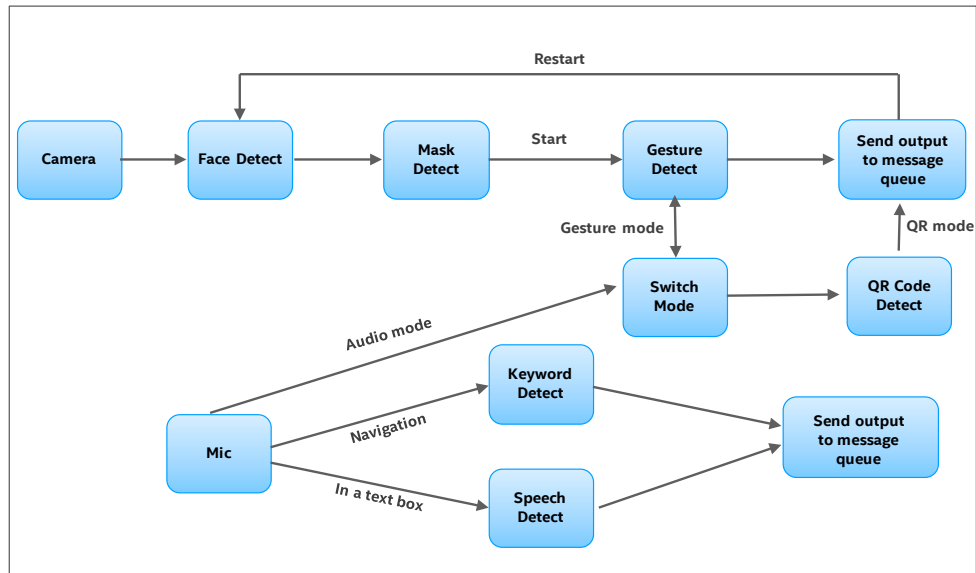 Restart
Camera
Face Detect
Mask
Detect
Start
Gesture
Detect
Send output
to message
queue
Gesture mode
QR mode
Switch
Mode
QR Code
Detect
Audio mode
Keyword
Detect
Navigation
Mic
Send output
to message
queue
In a text box
Speech
Detect